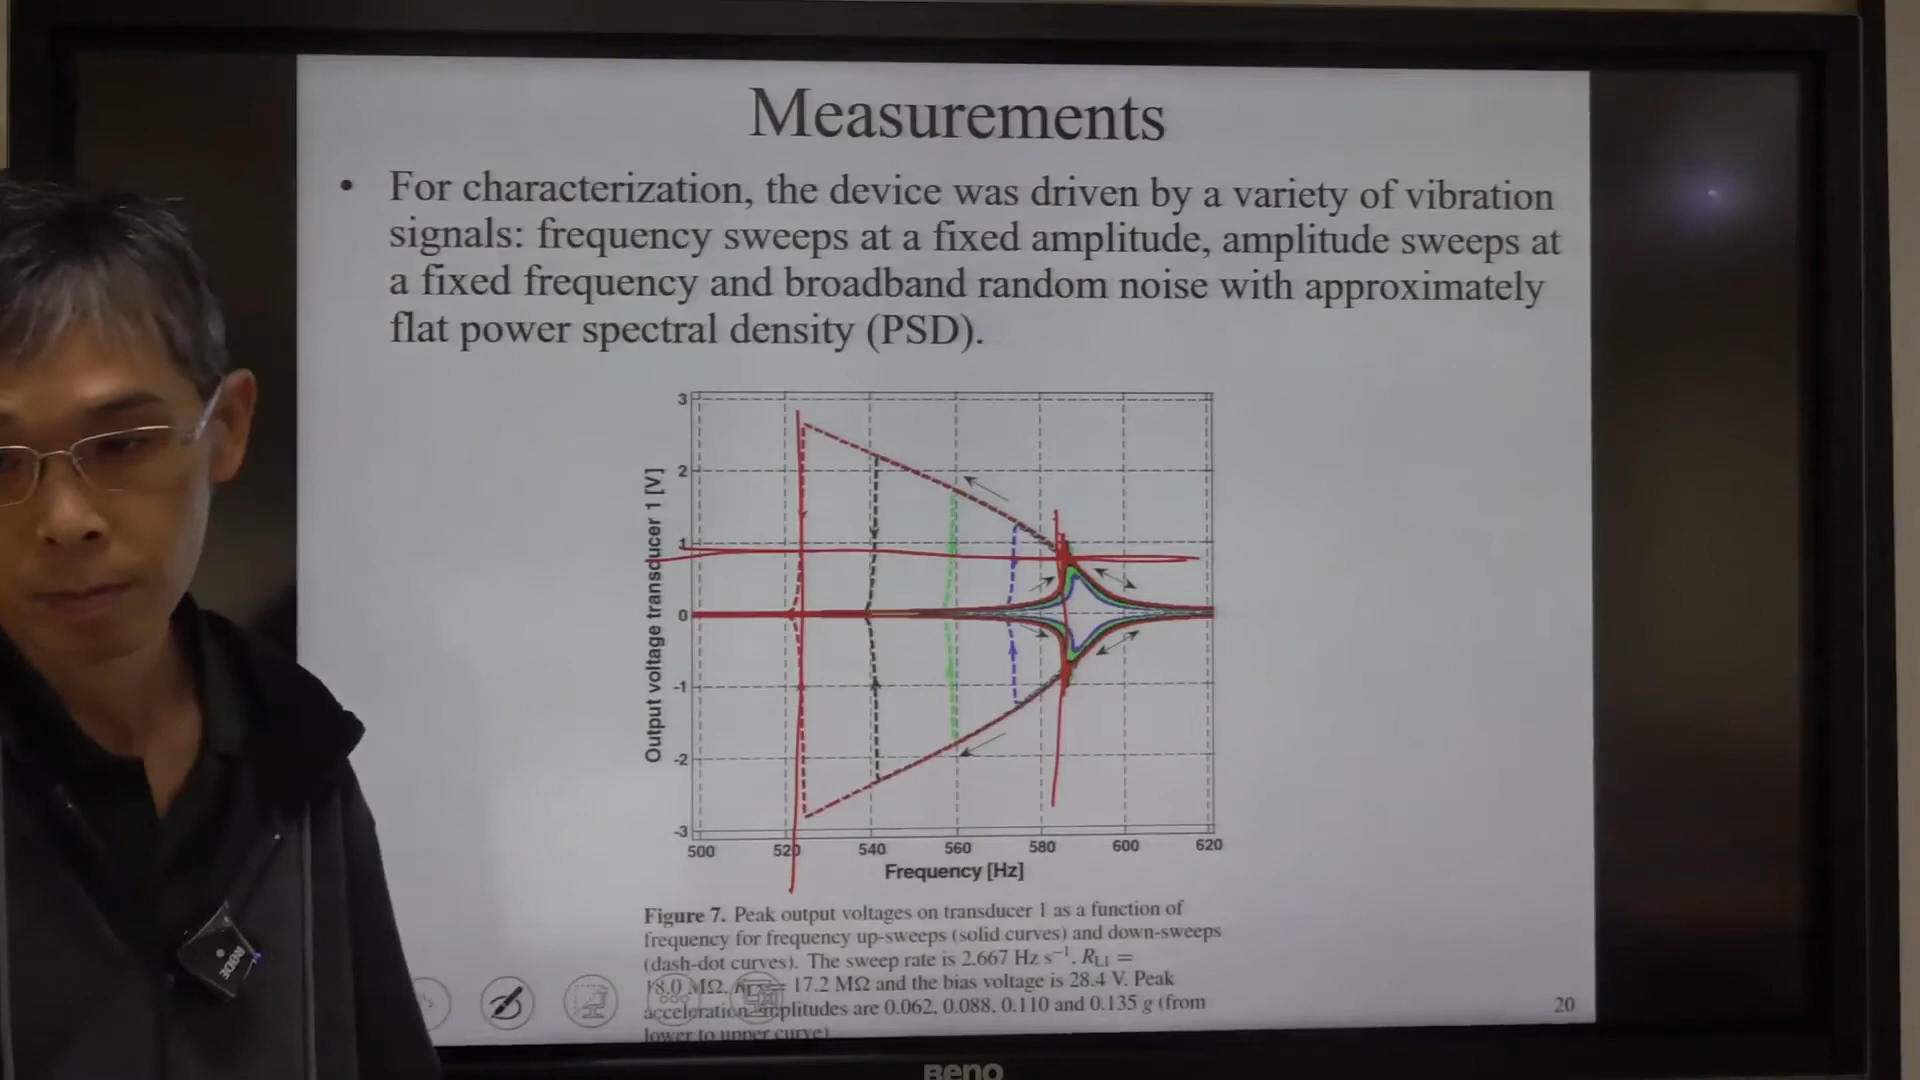 Measurements
• For characterization, the device was driven by a variety of vibration
signals: frequency sweeps at a fixed amplitude, amplitude sweeps at
a fixed frequency and broadband random noise with approximately
flat power spectral density (PSD).
3
2
1
0
-1
-2
-3
Output voltage transducer 1 [V]
500 520 540 560 580 600 620
Frequency [Hz]
Figure 7. Peak output voltages on transducer 1 as a function of
frequency for frequency up-sweeps (solid curves) and down-sweeps
(dash-dot curves). The sweep rate is 2.667 Hz s⁻¹. RL1 =
MΩ, = 17.2 MΩ and the bias voltage is 28.4 V. Peak
acceleration amplitudes are 0.062, 0.088, 0.110 and 0.135 g (from
lower to upper curve)
20
RØDE
BenQ